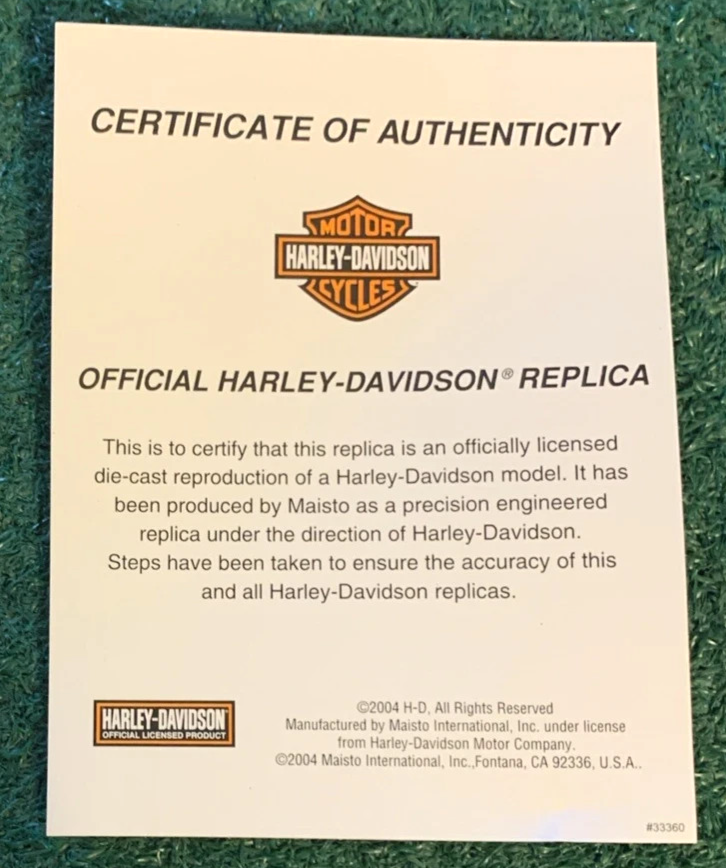 CERTIFICATE OF AUTHENTICITY
MOTOR
HARLEY-DAVIDSON
CYCLES
OFFICIAL HARLEY-DAVIDSON® REPLICA
This is to certify that this replica is an officially licensed
die-cast reproduction of a Harley-Davidson model. It has
been produced by Maisto as a precision engineered
replica under the direction of Harley-Davidson.
Steps have been taken to ensure the accuracy of this
and all Harley-Davidson replicas.
HARLEY-DAVIDSON
OFFICIAL LICENSED PRODUCT
©2004 H-D, All Rights Reserved
Manufactured by Maisto International, Inc. under license
from Harley-Davidson Motor Company.
©2004 Maisto International, Inc.,Fontana, CA 92336, U.S.A..
#33360